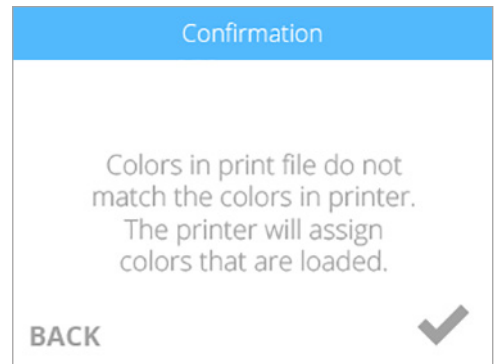 Confirmation
Colors in print file do not
match the colors in printer.
The printer will assign
colors that are loaded.
BACK